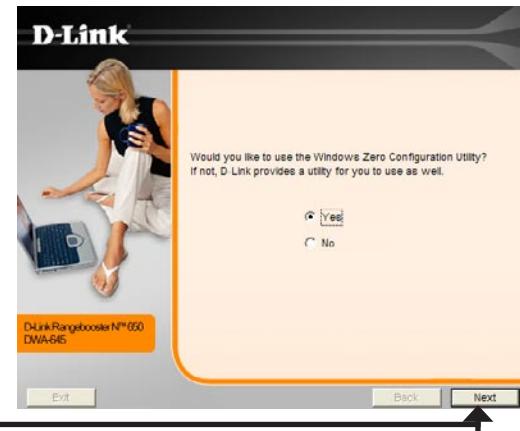 D-Link
Would you like to use the Windows Zero Configuration Utility?
If not, D-Link provides a utility for you to use as well.
Yes
No
D-Link Rangebooster N™ 650
DWA-645
Exit
Back
Next